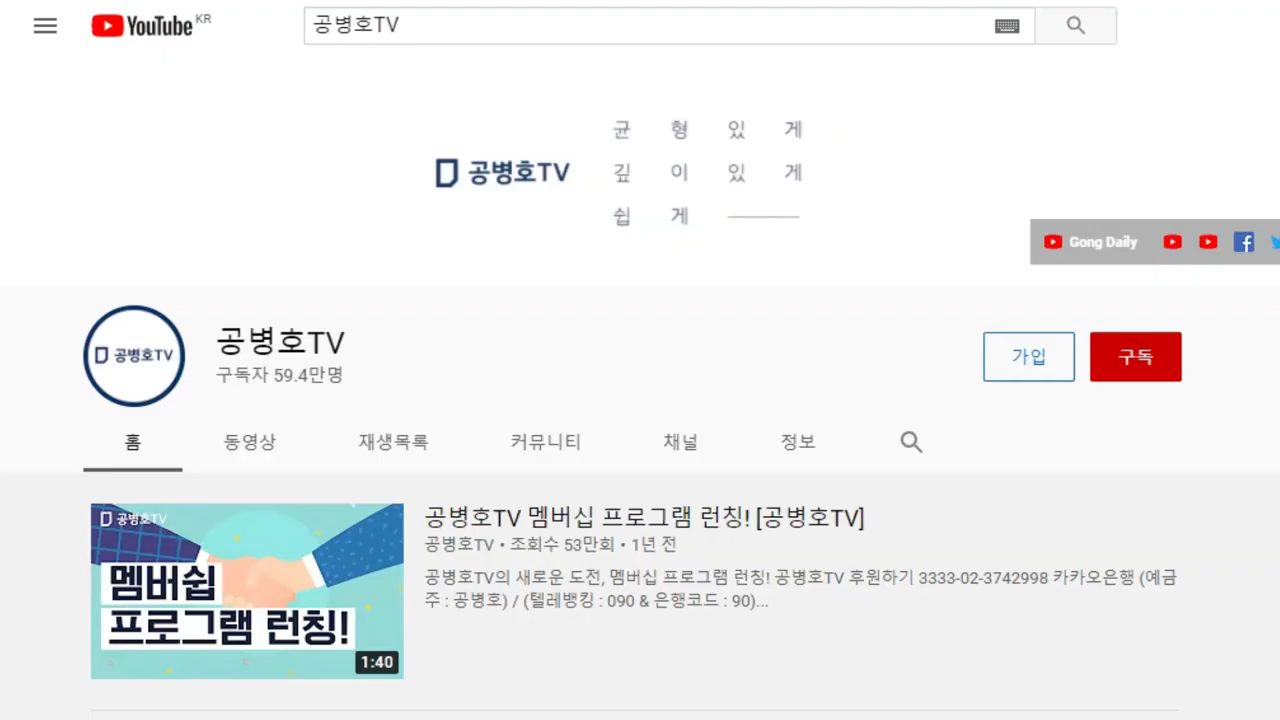 YouTube KR
공병호TV
균 형 있 게
공병호TV
깊 이 있 게
쉽 게
Gong Daily
공병호TV
공병호TV
구독자 59.4만명
가입
구독
홈
동영상
재생목록
커뮤니티
채널
정보
공병호TV
멤버쉽
프로그램 런칭!
1:40
공병호TV 멤버십 프로그램 런칭! [공병호TV]
공병호TV • 조회수 53만회 • 1년 전
공병호TV의 새로운 도전, 멤버십 프로그램 런칭! 공병호TV 후원하기 3333-02-3742998 카카오은행 (예금
주 : 공병호) / (텔레뱅킹 : 090 & 은행코드 : 90)...